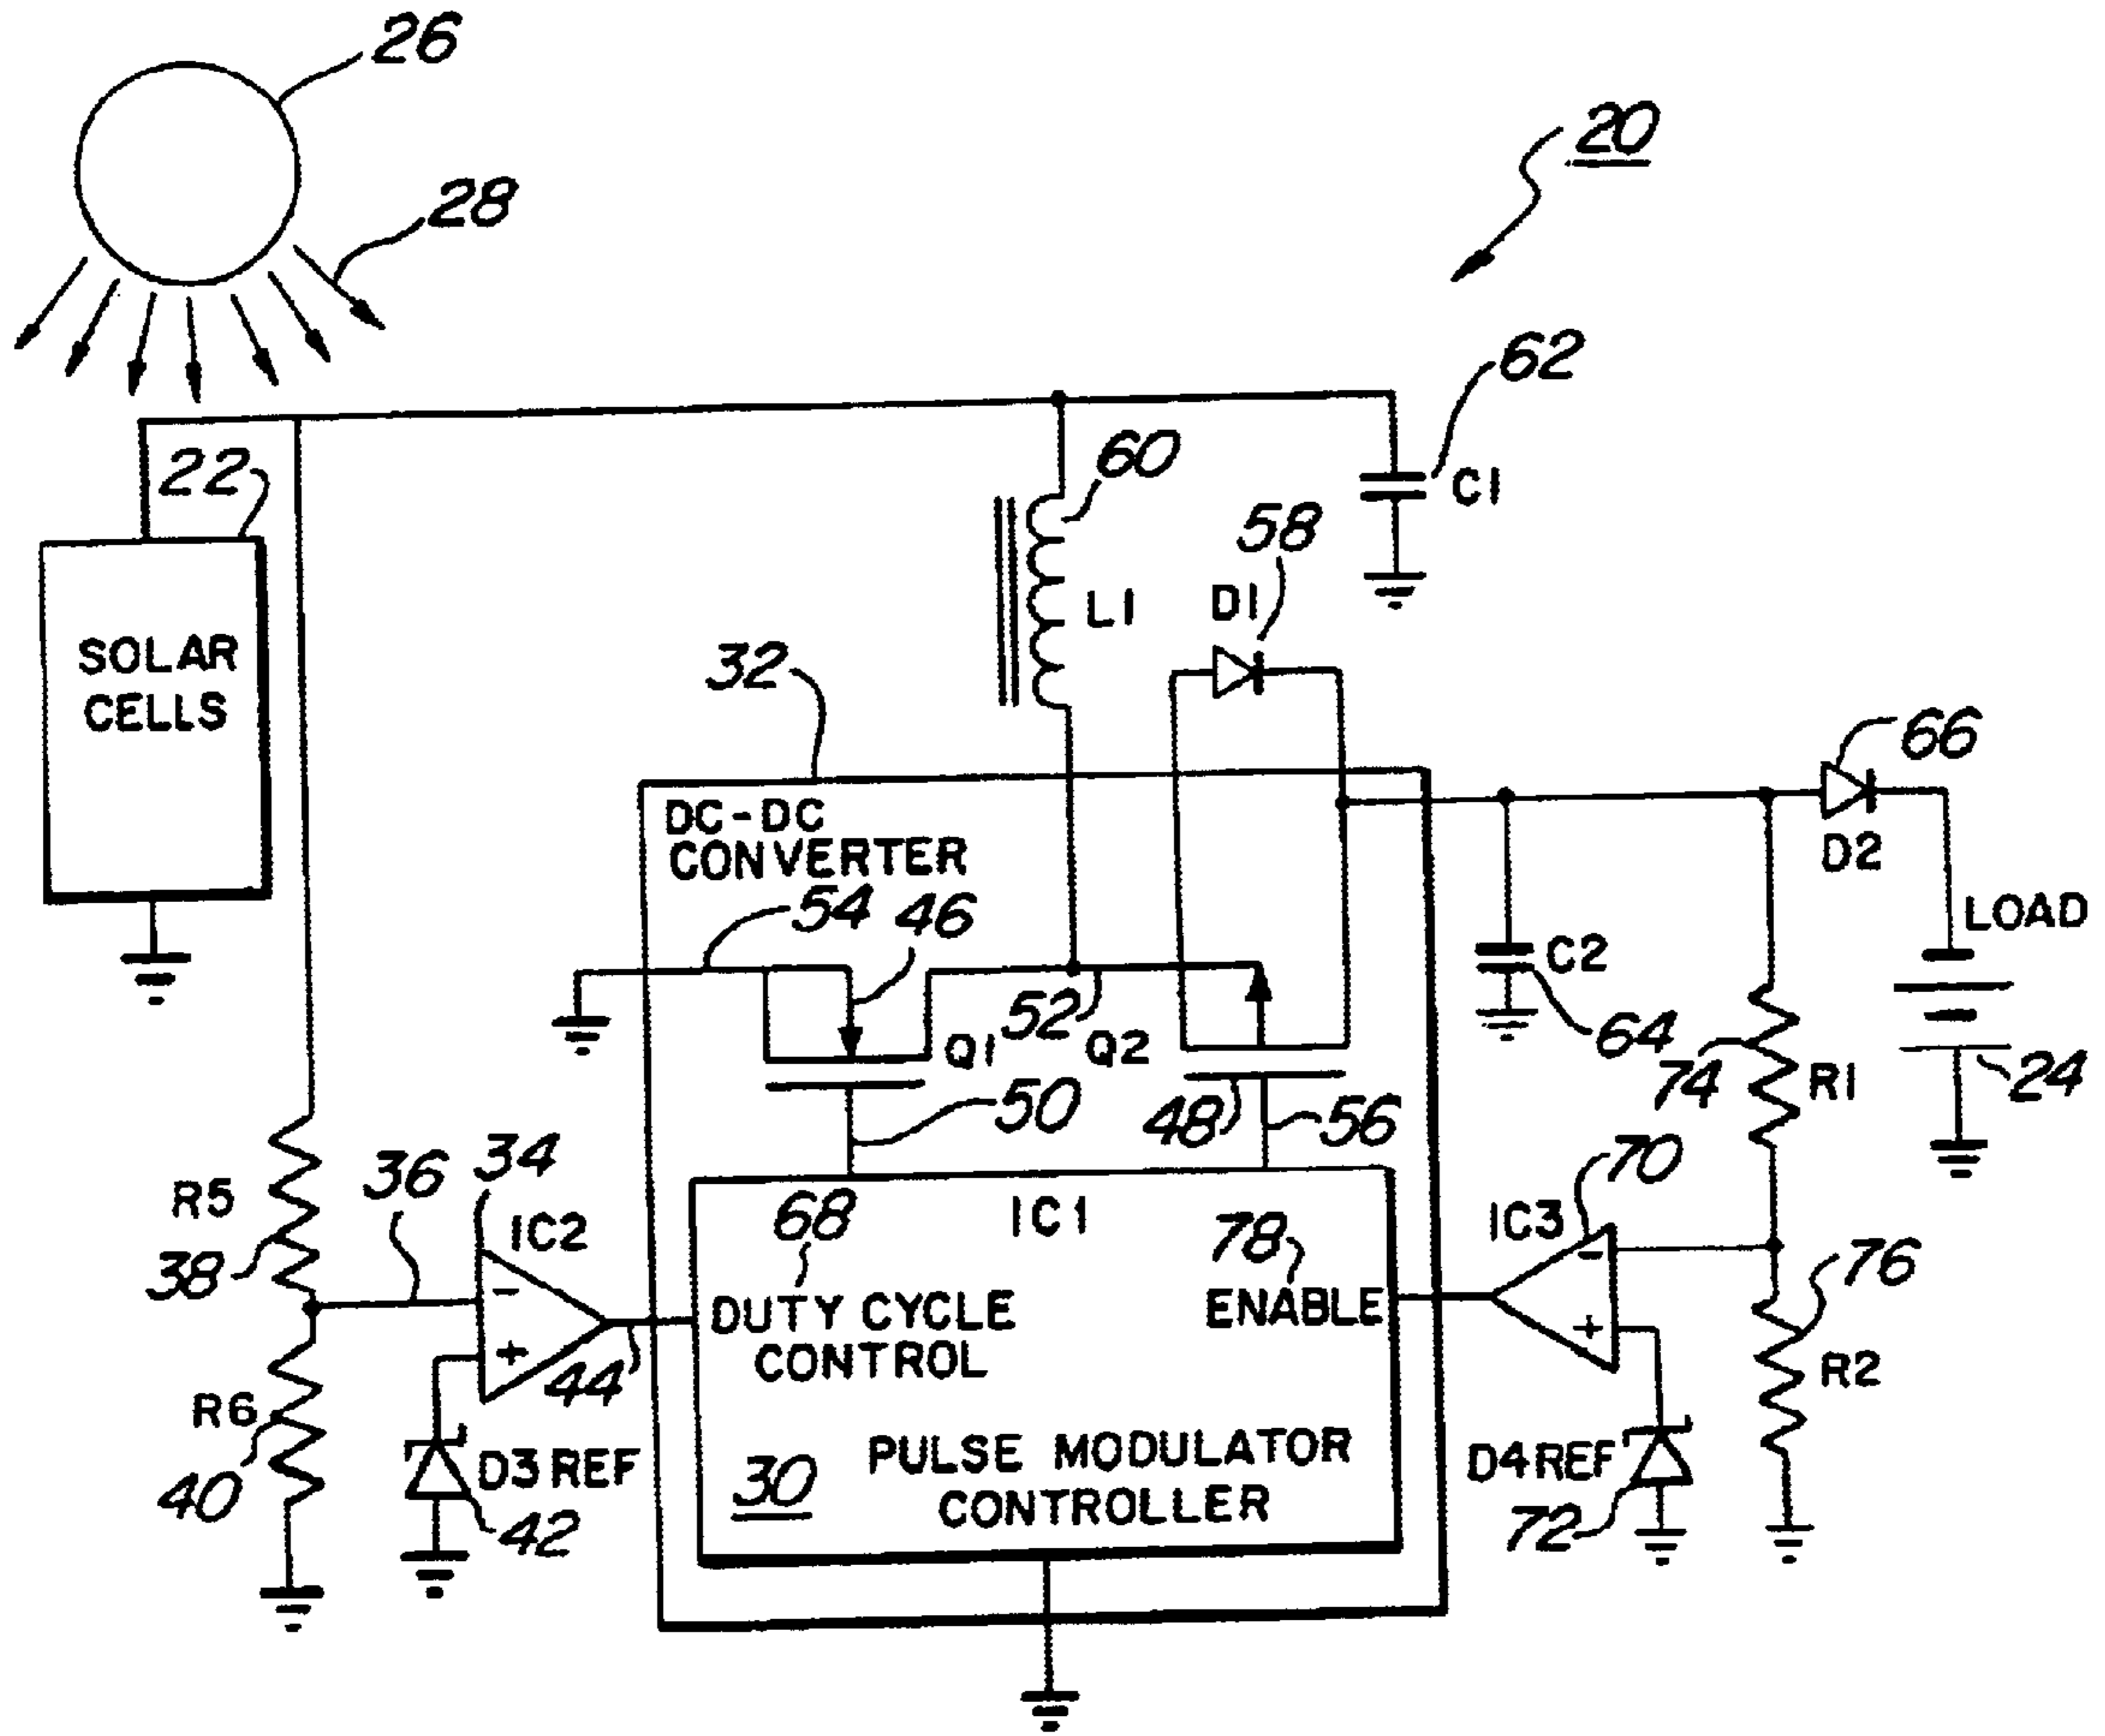 26
20
28
62
22
60
C1
58
L1
D1
SOLAR
CELLS
32
66
DC-DC
CONVERTER
D2
54
46
LOAD
C2
52
Q1
Q2
64
74
24
R1
50
48
56
34
36
70
R5
IC2
68
IC1
78
IC3
76
38
DUTY CYCLE
CONTROL
ENABLE
-
+
-
+
44
R2
R6
D3 REF
PULSE MODULATOR
CONTROLLER
30
D4 REF
40
42
72